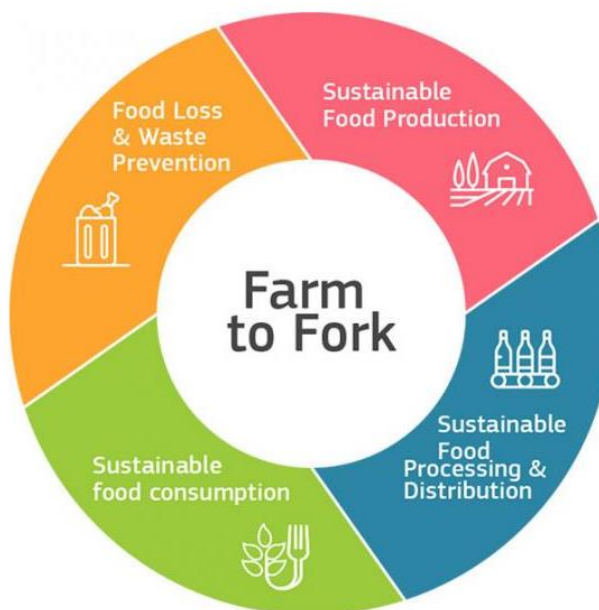 Food Loss
& Waste
Prevention
Sustainable
Food Production
Farm
to Fork
Sustainable
Food
Processing &
Distribution
Sustainable
food consumption